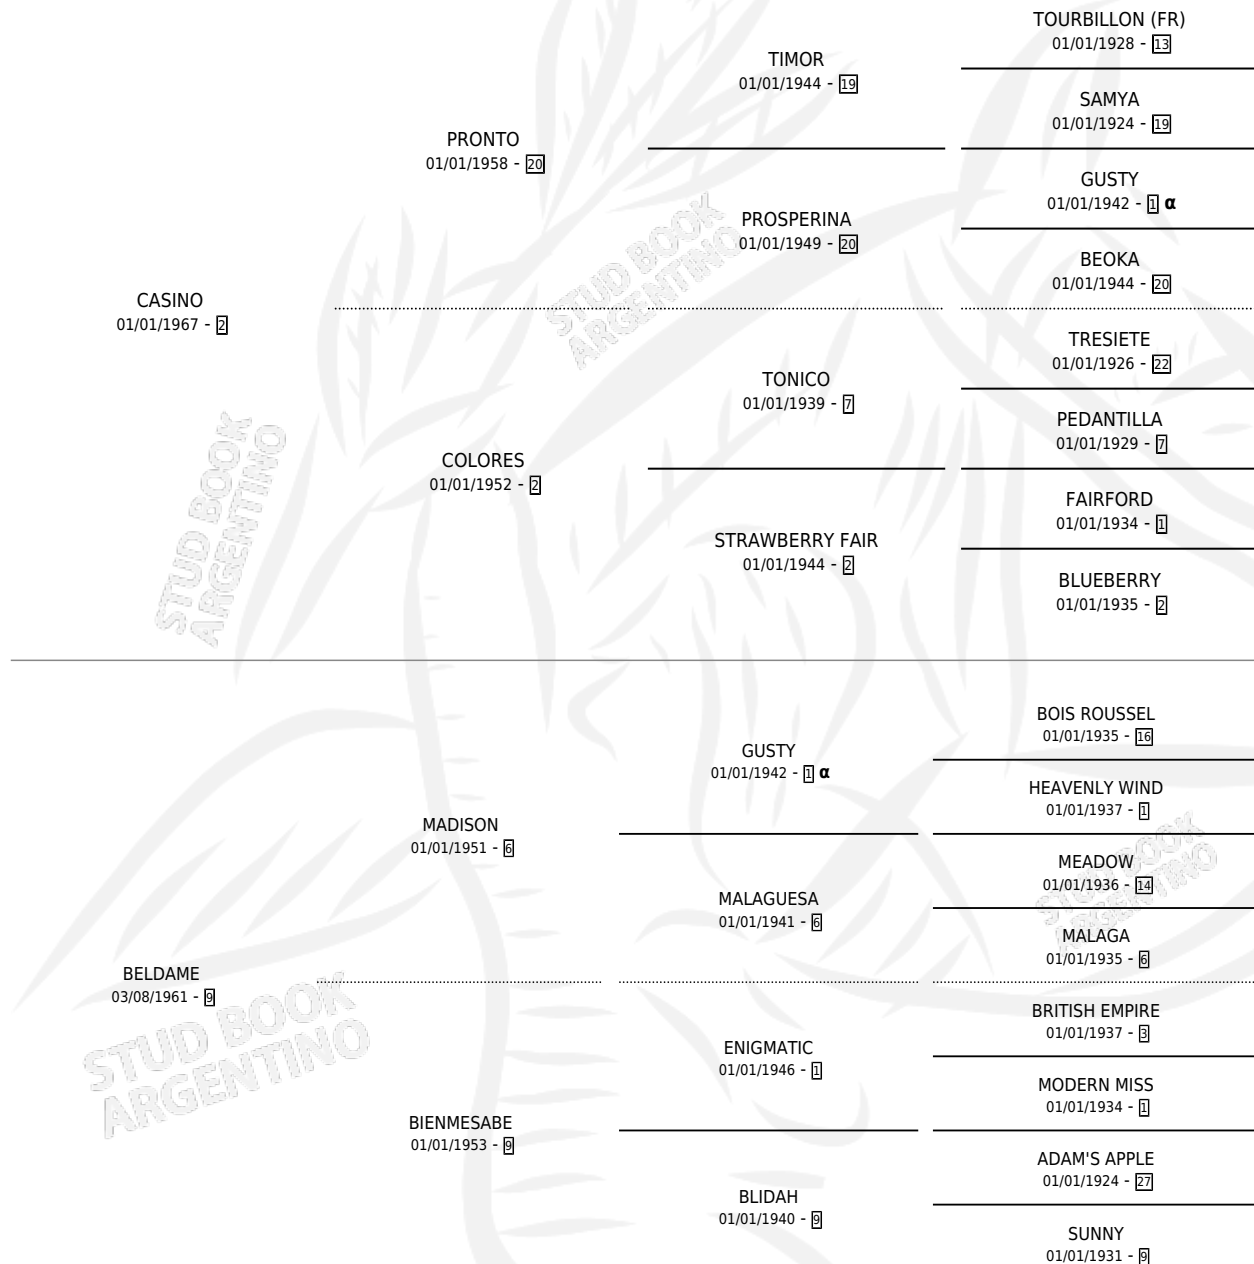 TOURBILLON (FR)
01/01/1928 - 13
TIMOR
01/01/1944 - 19
SAMYA
01/01/1924 - 19
PRONTO
01/01/1958 - 20
GUSTY
01/01/1942 - 1 α
PROSPERINA
01/01/1949 - 20
BEOKA
01/01/1944 - 20
CASINO
01/01/1967 - 2
TRESIETE
01/01/1926 - 22
TONICO
01/01/1939 - 7
PEDANTILLA
01/01/1929 - 7
COLORES
01/01/1952 - 2
FAIRFORD
01/01/1934 - 1
STRAWBERRY FAIR
01/01/1944 - 2
BLUEBERRY
01/01/1935 - 2
BOIS ROUSSEL
01/01/1935 - 16
GUSTY
01/01/1942 - 1 α
HEAVENLY WIND
01/01/1937 - 1
MADISON
01/01/1951 - 6
MEADOW
01/01/1936 - 14
MALAGUESA
01/01/1941 - 6
MALAGA
01/01/1935 - 6
BELDAME
03/08/1961 - 9
BRITISH EMPIRE
01/01/1937 - 3
ENIGMATIC
01/01/1946 - 1
MODERN MISS
01/01/1934 - 1
BIENMESABE
01/01/1953 - 9
ADAM'S APPLE
01/01/1924 - 27
BLIDAH
01/01/1940 - 9
SUNNY
01/01/1931 - 9
STUD BOOK
ARGENTINO
STUD BOOK
ARGENTINO
STUD BOOK
ARGENTINO
STUD BOOK
ARGENTINO